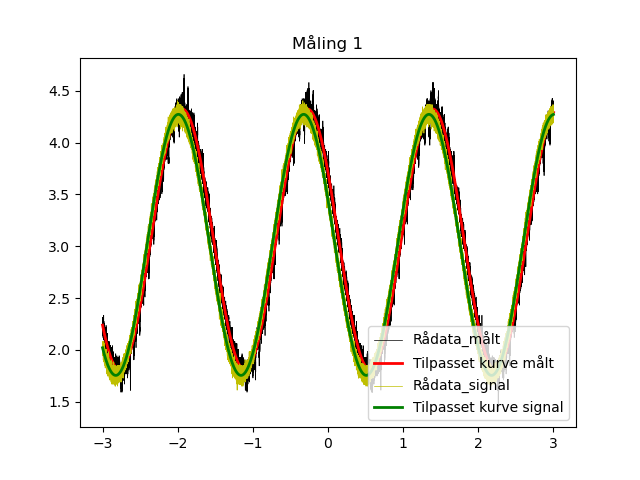 Måling 1
4.5
4.0
3.5
3.0
2.5
2.0
1.5
Rådata_målt
Tilpasset kurve målt
Rådata_signal
Tilpasset kurve signal
−3 −2 −1 0 1 2 3